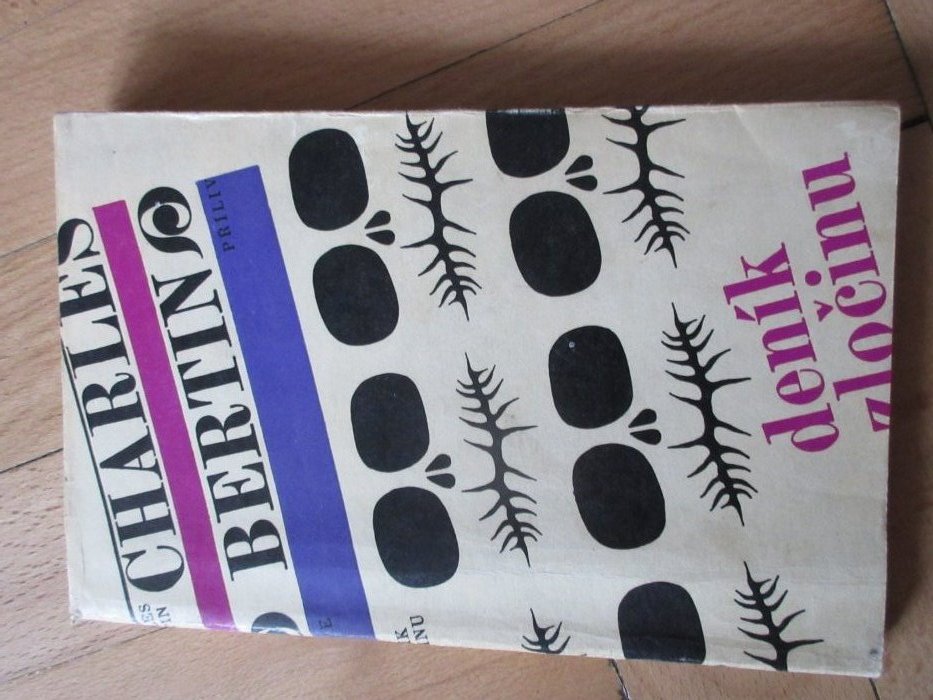 CHARLES
BERTIN
PŘÍLIV
deník
zločinu